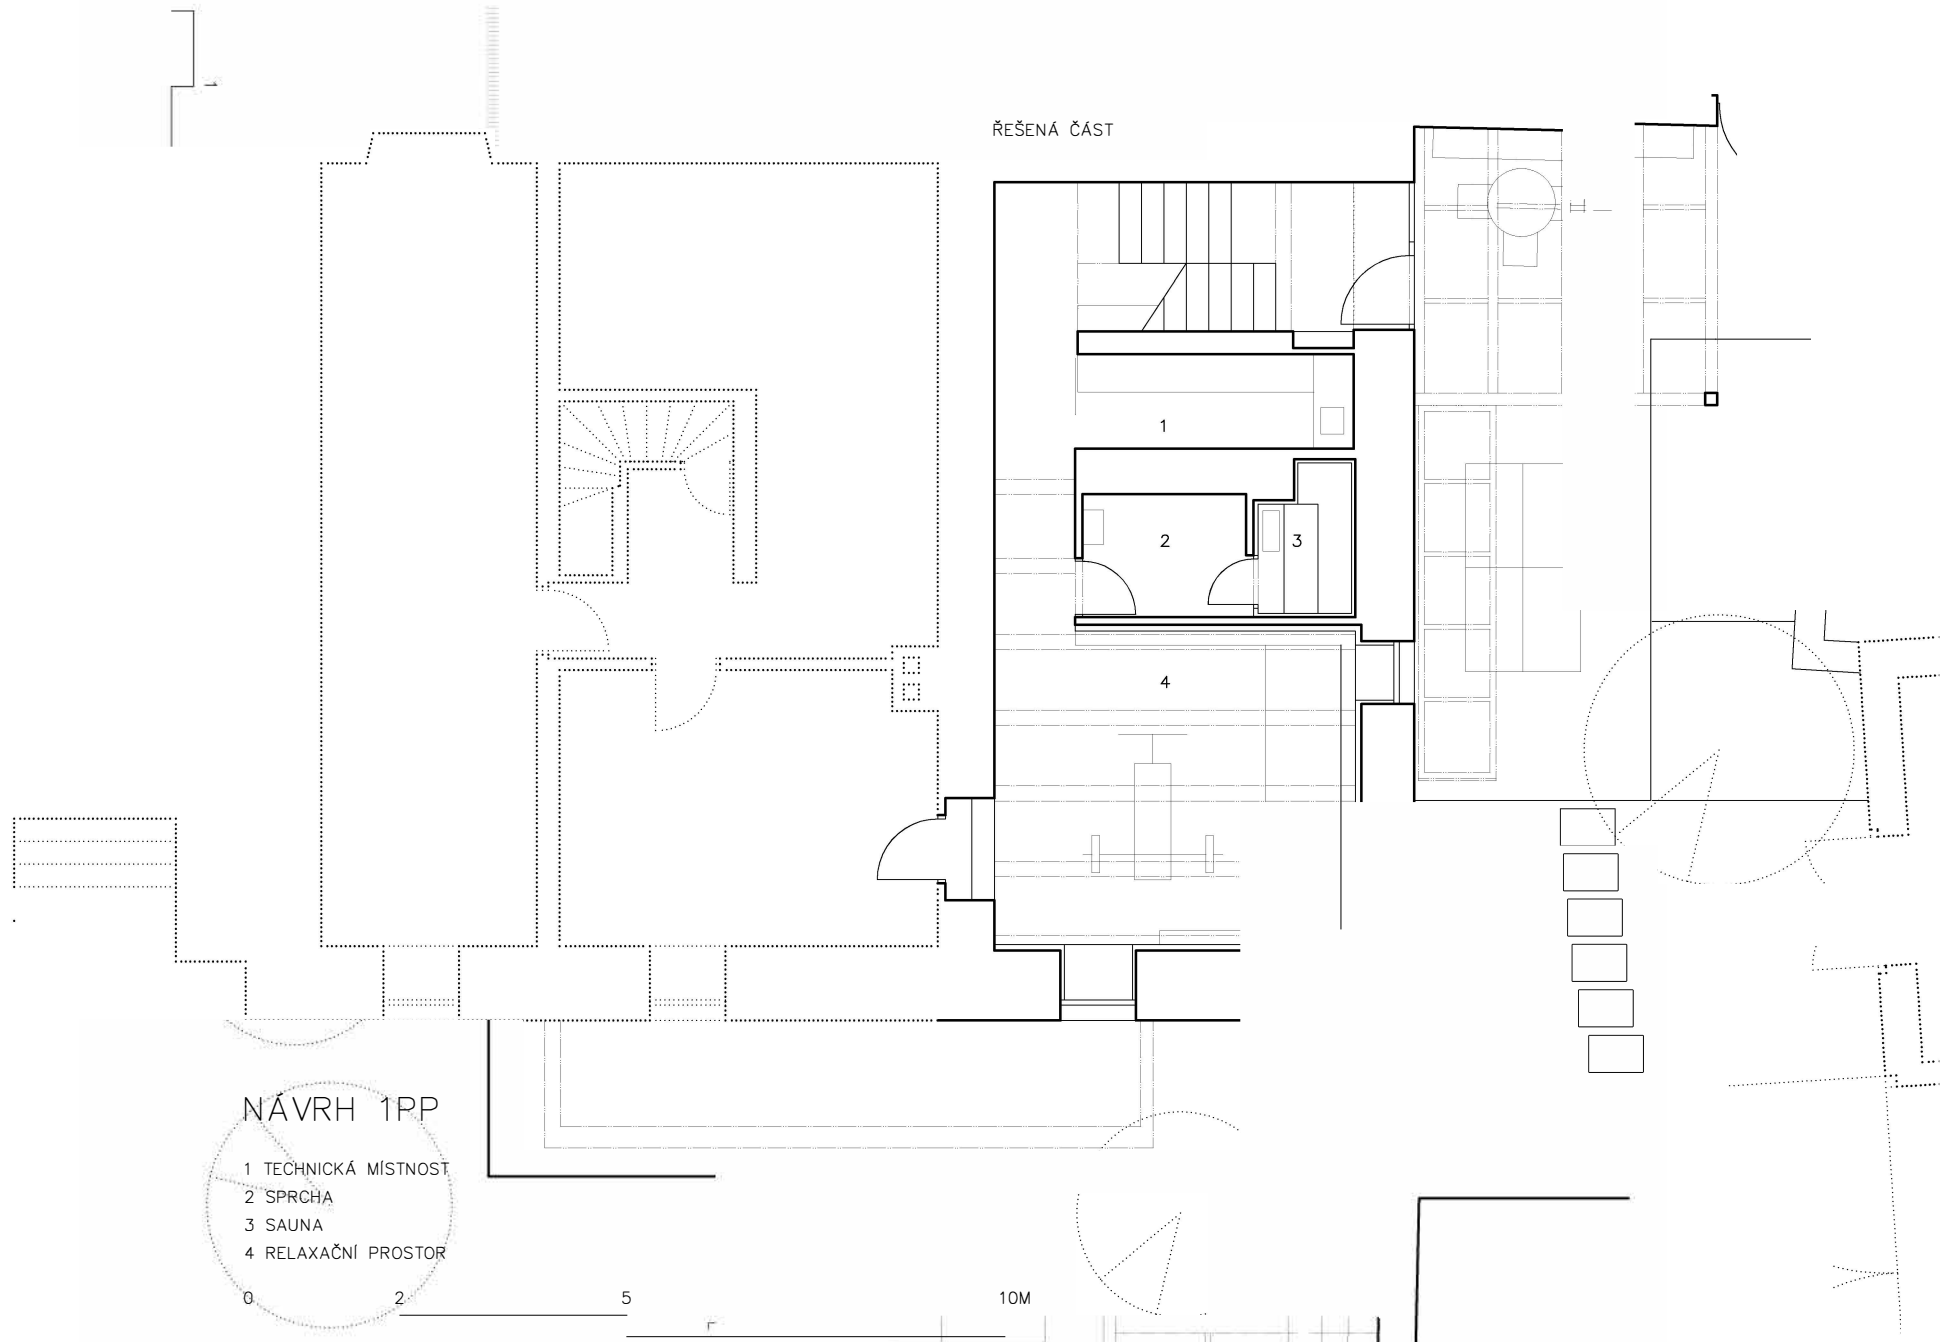 ŘEŠENÁ ČÁST
1
2
3
4
NÁVRH 1PP
1 TECHNICKÁ MÍSTNOST
2 SPRCHA
3 SAUNA
4 RELAXAČNÍ PROSTOR
0 2 5 10M